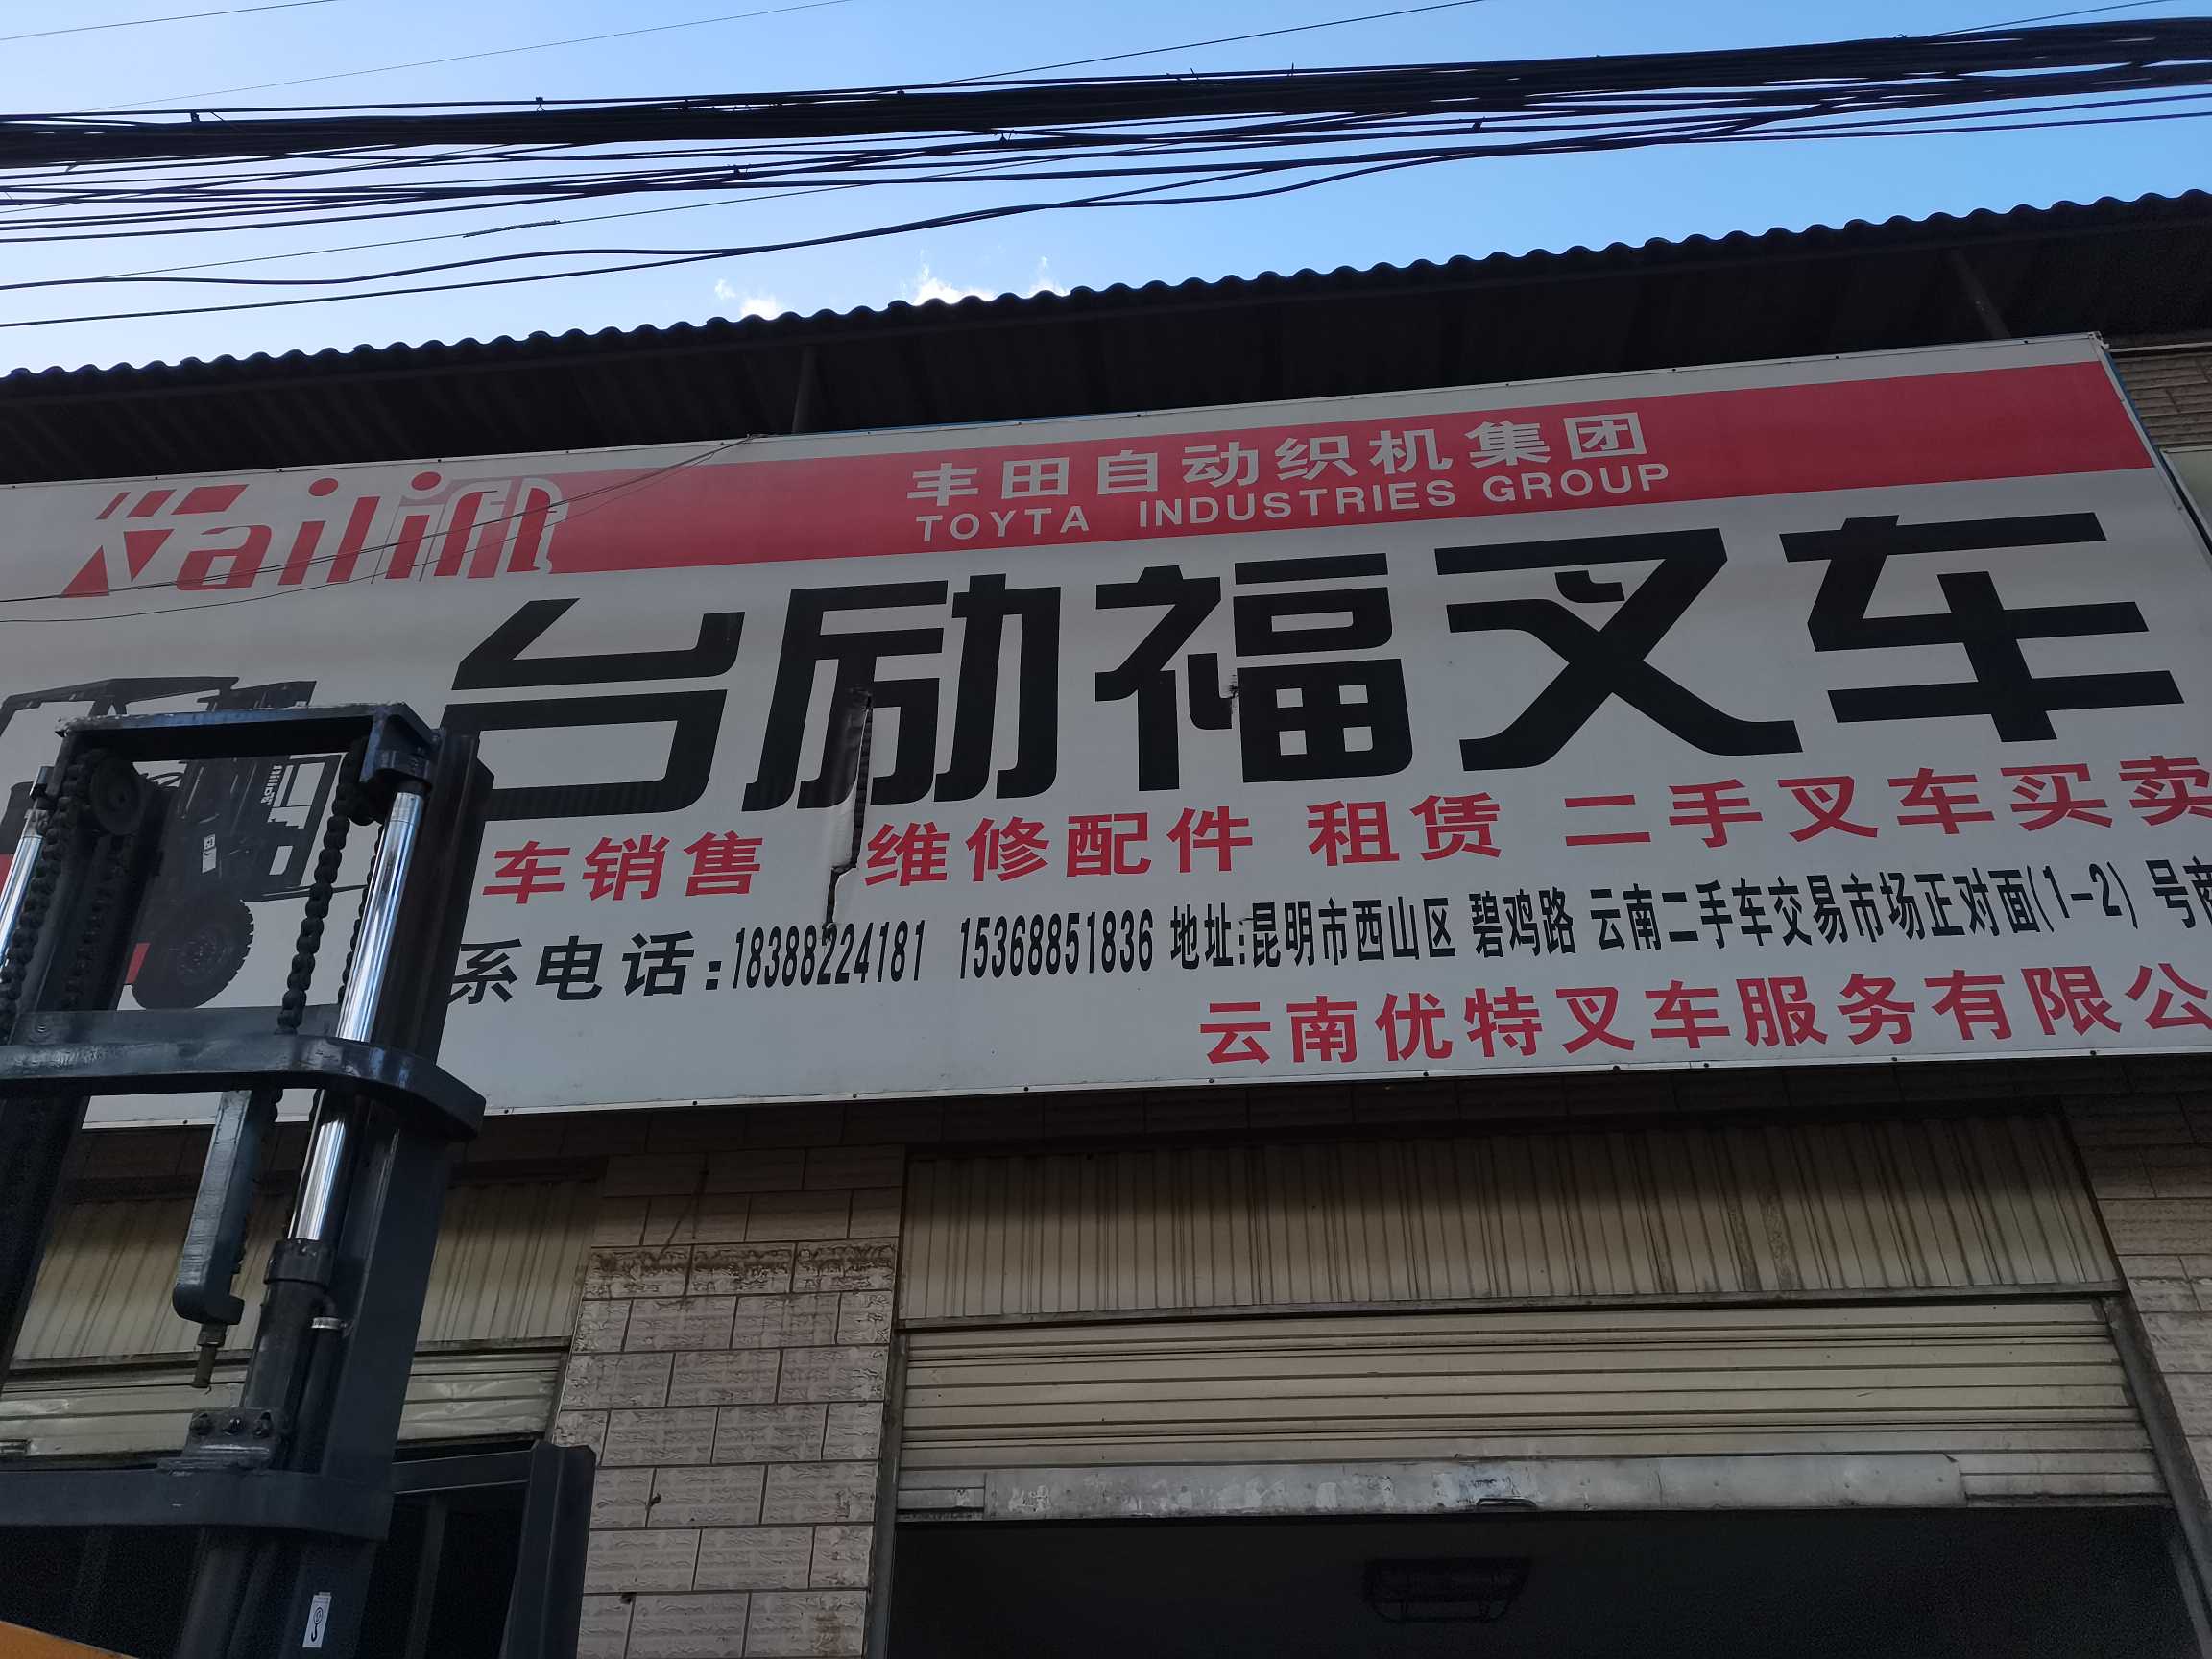 Tailift
丰田自动织机集团
TOYTA INDUSTRIES GROUP
台励福叉车
车销售 维修配件 租赁 二手叉车买卖
系电话:18388224181 15368851836 地址:昆明市西山区 碧鸡路 云南二手车交易市场正对面(1-2) 号商
云南优特叉车服务有限公